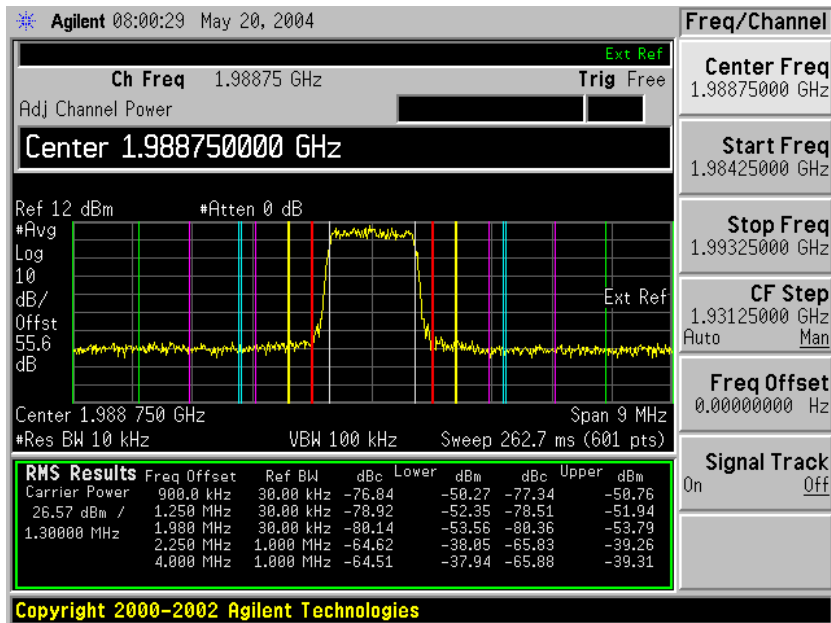 Agilent 08:00:29 May 20, 2004
Freq/Channel
Ext Ref
Ch Freq 1.98875 GHz Trig Free
Adj Channel Power
Center 1.988750000 GHz
Ref 12 dBm #Atten 0 dB
#Avg
Log
10
dB/
Offst
55.6
dB
Ext Ref
Center 1.988 750 GHz Span 9 MHz
#Res BW 10 kHz VBW 100 kHz Sweep 262.7 ms (601 pts)
RMS Results Freq Offset Ref BW dBc Lower dBm dBc Upper dBm
Carrier Power 900.0 kHz 30.00 kHz -76.84 -50.27 -77.34 -50.76
26.57 dBm / 1.250 MHz 30.00 kHz -78.92 -52.35 -78.51 -51.94
1.30000 MHz 1.980 MHz 30.00 kHz -80.14 -53.56 -80.36 -53.79
2.250 MHz 1.000 MHz -64.62 -38.05 -65.83 -39.26
4.000 MHz 1.000 MHz -64.51 -37.94 -65.88 -39.31
Center Freq
1.98875000 GHz
Start Freq
1.98425000 GHz
Stop Freq
1.99325000 GHz
CF Step
1.93125000 GHz
Auto Man
Freq Offset
0.00000000 Hz
Signal Track
On Off
Copyright 2000-2002 Agilent Technologies